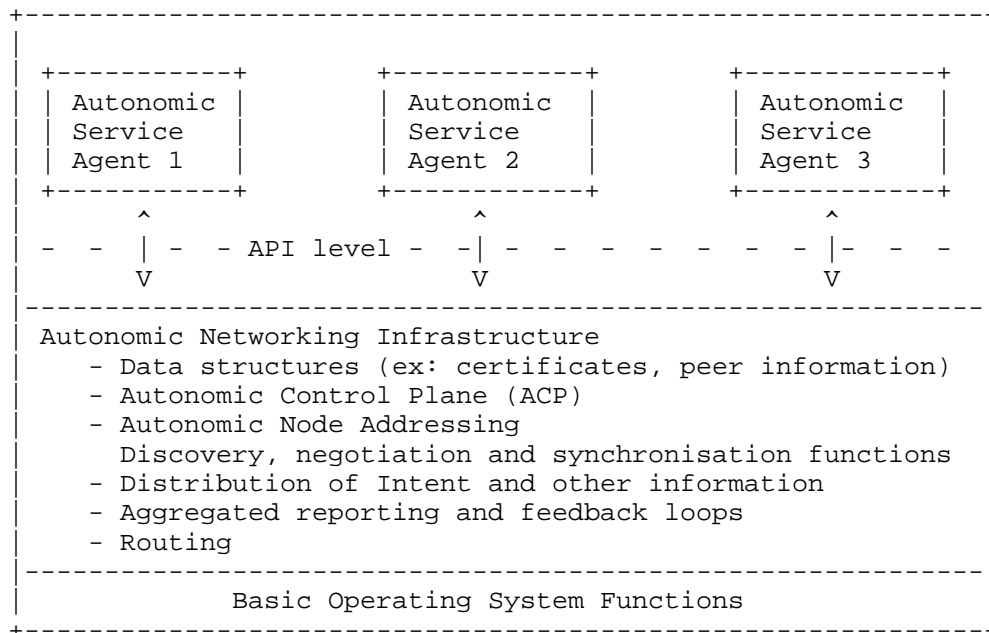 +------------------------------------------------------------
|
| +-----------+        +------------+        +-----------+
| | Autonomic |        | Autonomic  |        | Autonomic |
| | Service   |        | Service    |        | Service   |
| | Agent 1   |        | Agent 2    |        | Agent 3   |
| +-----------+        +------------+        +-----------+
|       ^                    ^                     ^
| -  -  | -  - API level -  -| -  -  -  -  -  -  - |-  -  -
|       V                    V                     V
|------------------------------------------------------------
| Autonomic Networking Infrastructure
|    - Data structures (ex: certificates, peer information)
|    - Autonomic Control Plane (ACP)
|    - Autonomic Node Addressing
|      Discovery, negotiation and synchronisation functions
|    - Distribution of Intent and other information
|    - Aggregated reporting and feedback loops
|    - Routing
|------------------------------------------------------------
|             Basic Operating System Functions
+------------------------------------------------------------